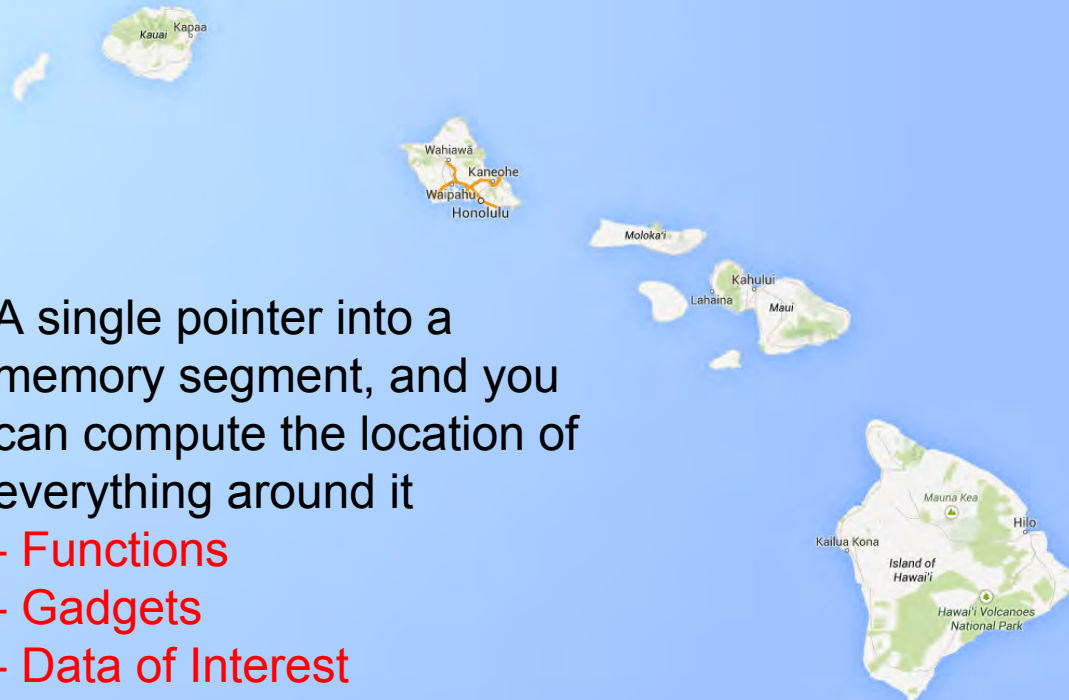 Kapaa
Kauai
Wahiawā
Kaneohe
Waipahu
Honolulu
Moloka'i
Kahului
Lahaina
Maui
A single pointer into a
memory segment, and you
can compute the location of
everything around it
- Functions
- Gadgets
- Data of Interest
Mauna Kea
Hilo
Kailua Kona
Island of
Hawai'i
Hawai'i Volcanoes
National Park